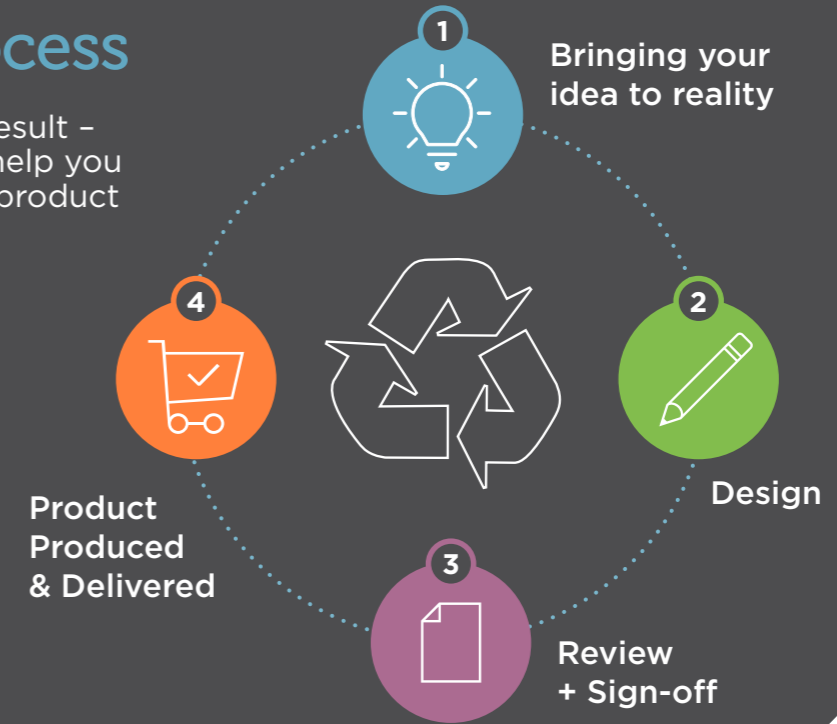 cess
esult –
help you
product
1
Bringing your
idea to reality
2
Design
3
Review
+ Sign-off
4
Product
Produced
& Delivered